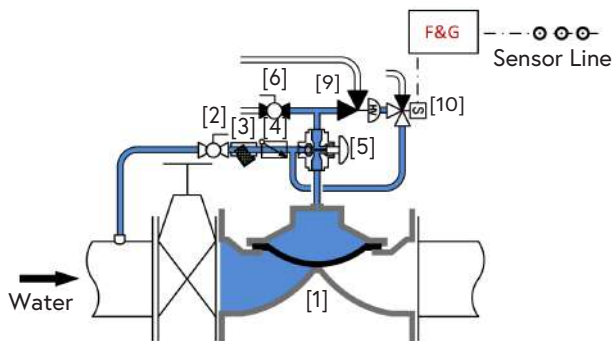 F&G
Sensor Line
[6]
[9]
[10]
S
[2]
[3]
[4]
[5]
M
Water
[1]